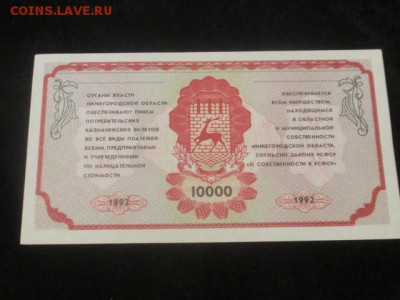 COINS.LAVE.RU
ОРГАНЫ ВЛАСТИ
НИЖЕГОРОДСКОЙ ОБЛАСТИ
ОБЕСПЕЧИВАЮТ ПРИЕМ
ПОТРЕБИТЕЛЬСКИХ
КАЗНАЧЕЙСКИХ БИЛЕТОВ
ВО ВСЕ ВИДЫ ПЛАТЕЖЕЙ
ВСЕМИ ПРЕДПРИЯТИЯМИ
И УЧРЕЖДЕНИЯМИ
ПО НАРИЦАТЕЛЬНОЙ
СТОИМОСТИ
ОБЕСПЕЧИВАЕТСЯ
ВСЕМ ИМУЩЕСТВОМ,
НАХОДЯЩИМСЯ
В ОБЛАСТНОЙ
И МУНИЦИПАЛЬНОЙ
СОБСТВЕННОСТИ
НИЖЕГОРОДСКОЙ ОБЛАСТИ,
СОГЛАСНО ЗАКОНУ РСФСР
"О СОБСТВЕННОСТИ В РСФСР"
10000
1992
1992